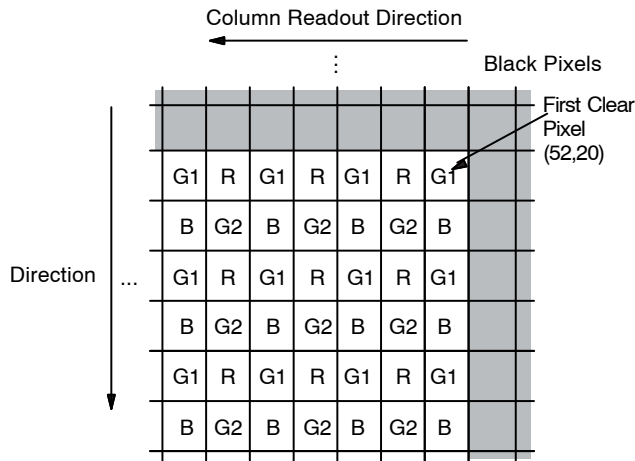 Column Readout Direction
⋮
Black Pixels
First Clear
Pixel
(52,20)
G1 R G1 R G1 R G1
B G2 B G2 B G2 B
Direction ... G1 R G1 R G1 R G1
B G2 B G2 B G2 B
G1 R G1 R G1 R G1
B G2 B G2 B G2 B